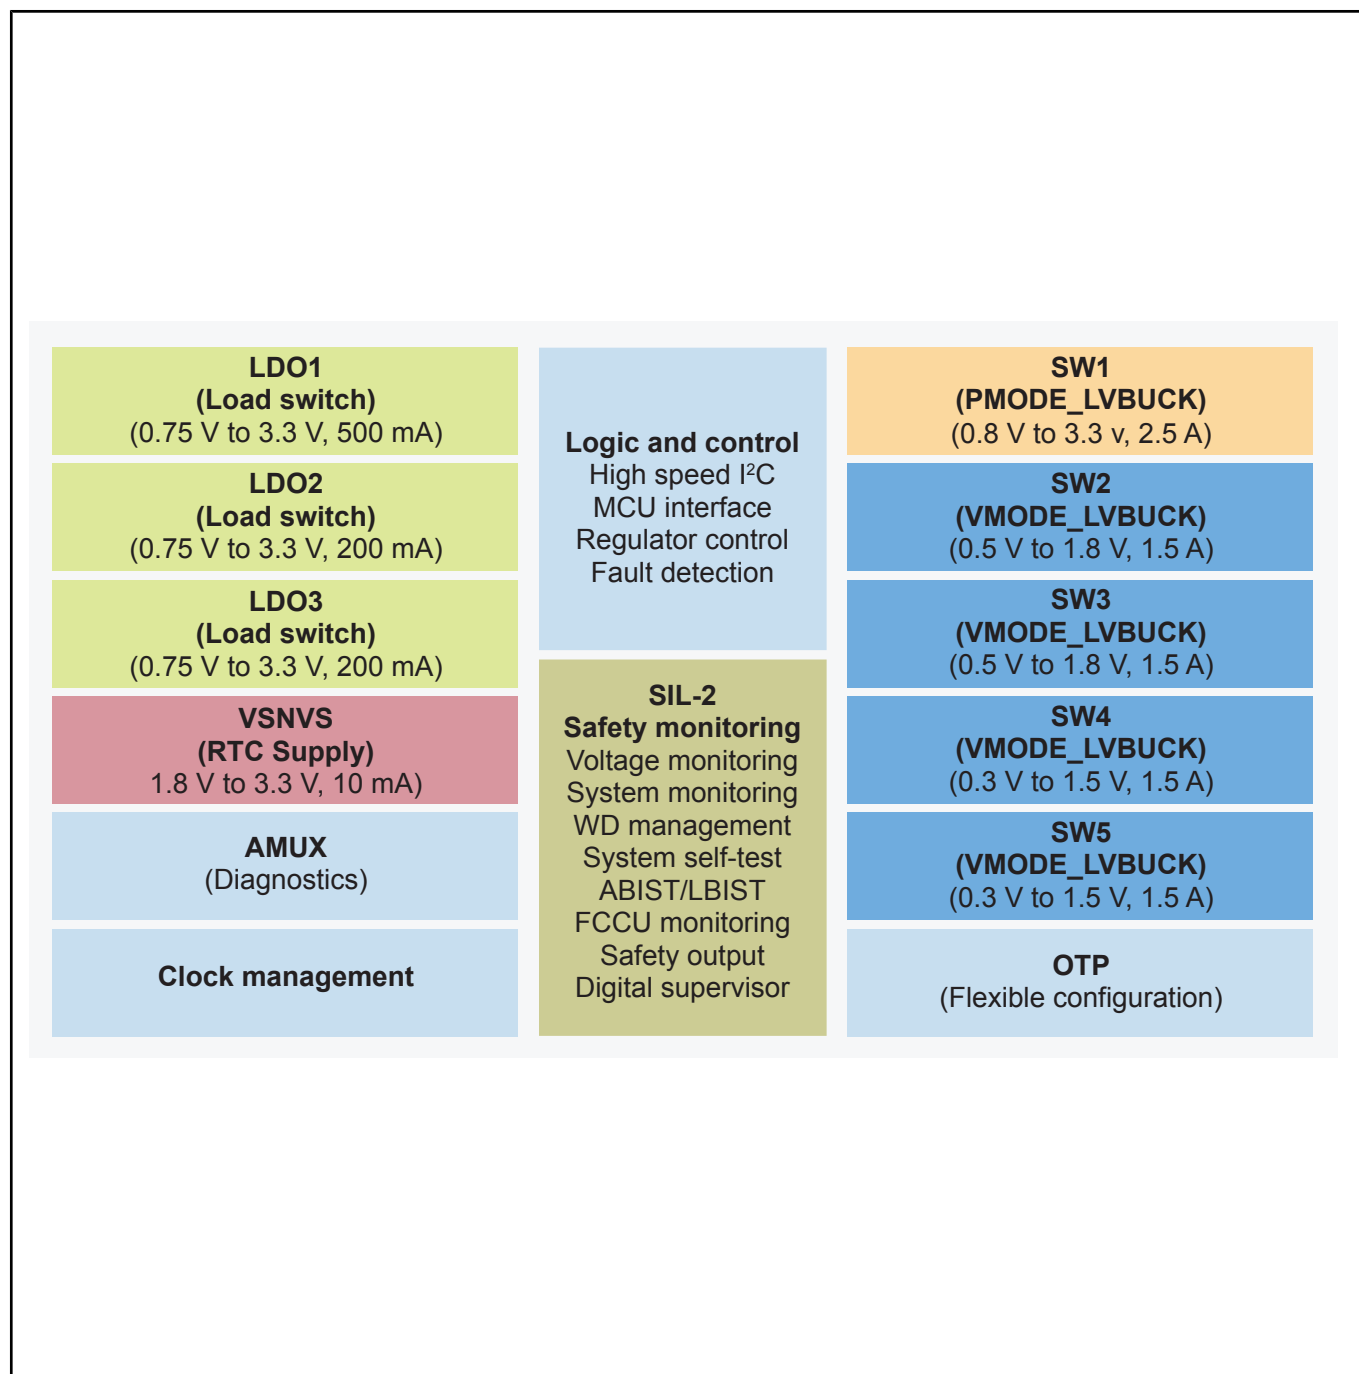 LDO1
(Load switch)
(0.75 V to 3.3 V, 500 mA)
LDO2
(Load switch)
(0.75 V to 3.3 V, 200 mA)
LDO3
(Load switch)
(0.75 V to 3.3 V, 200 mA)
VSNVS
(RTC Supply)
1.8 V to 3.3 V, 10 mA)
AMUX
(Diagnostics)
Clock management
Logic and control
High speed I²C
MCU interface
Regulator control
Fault detection
SIL-2
Safety monitoring
Voltage monitoring
System monitoring
WD management
System self-test
ABIST/LBIST
FCCU monitoring
Safety output
Digital supervisor
SW1
(PMODE_LVBUCK)
(0.8 V to 3.3 v, 2.5 A)
SW2
(VMODE_LVBUCK)
(0.5 V to 1.8 V, 1.5 A)
SW3
(VMODE_LVBUCK)
(0.5 V to 1.8 V, 1.5 A)
SW4
(VMODE_LVBUCK)
(0.3 V to 1.5 V, 1.5 A)
SW5
(VMODE_LVBUCK)
(0.3 V to 1.5 V, 1.5 A)
OTP
(Flexible configuration)